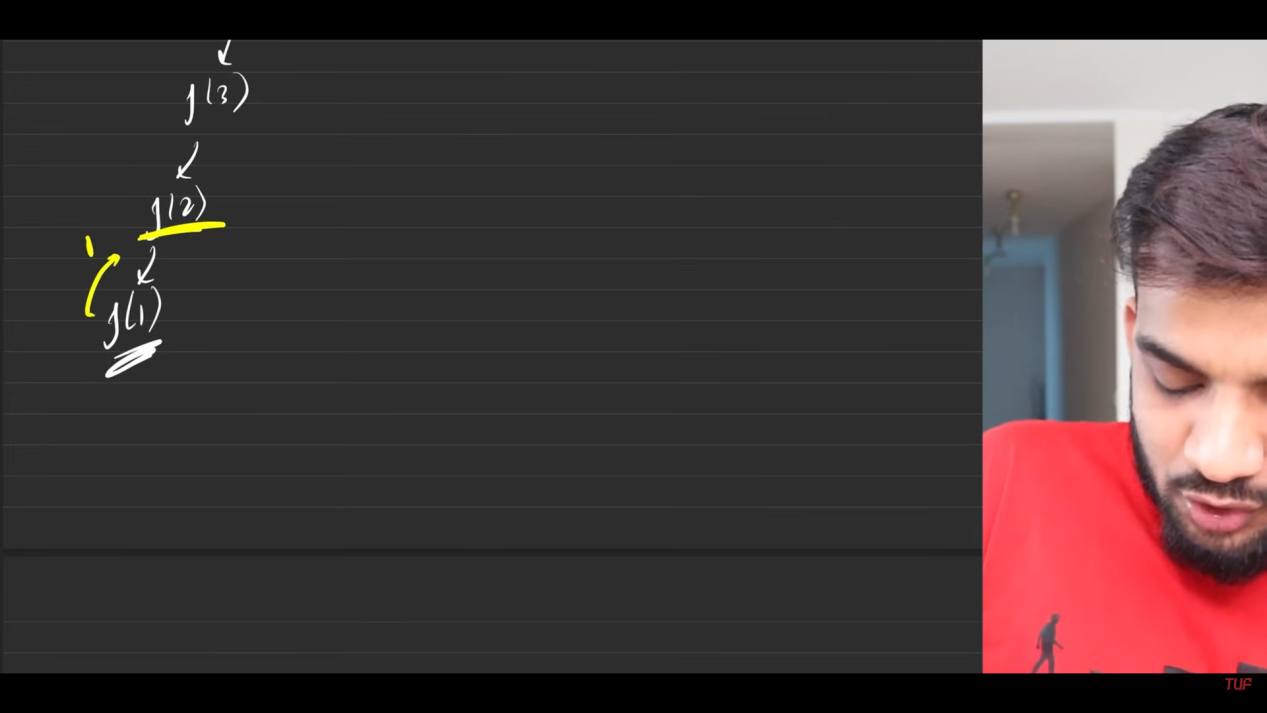 f(3)
f(2)
1
f(1)
TUF